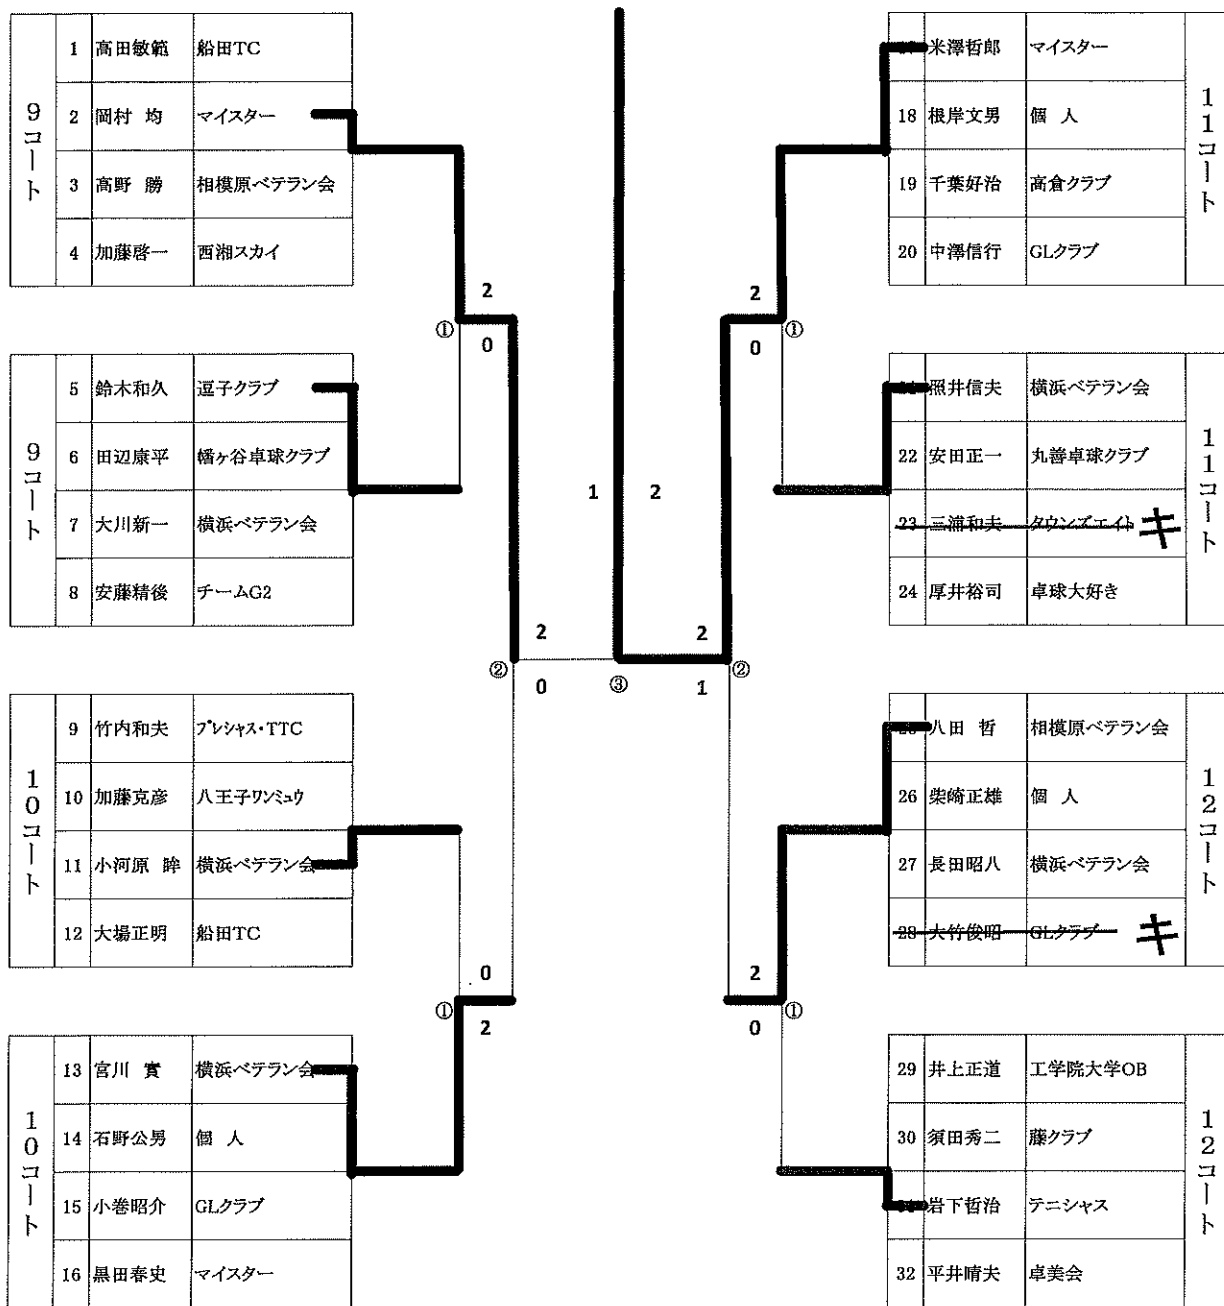 9コート
1 高田敏範 船田TC
2 岡村 均 マイスター
3 高野 勝 相模原ベテラン会
4 加藤啓一 西湘スカイ
9コート
5 鈴木和久 逗子クラブ
6 田辺康平 幡ヶ谷卓球クラブ
7 大川新一 横浜ベテラン会
8 安藤精後 チームG2
10コート
9 竹内和夫 プレシャス・TTC
10 加藤克彦 八王子ワンミュウ
11 小河原 眸 横浜ベテラン会
12 大場正明 船田TC
10コート
13 宮川 實 横浜ベテラン会
14 石野公男 個 人
15 小巻昭介 GLクラブ
16 黒田春史 マイスター
2
①
0
2
②
0
0
①
2
1 2
③
2
①
0
2
②
1
2
①
0
11コート
米澤哲郎 マイスター
18 根岸文男 個 人
19 千葉好治 高倉クラブ
20 中澤信行 GLクラブ
11コート
照井信夫 横浜ベテラン会
22 安田正一 丸善卓球クラブ
23 三浦和夫 タウンズエイト キ
24 厚井裕司 卓球大好き
12コート
八田 哲 相模原ベテラン会
26 柴崎正雄 個 人
27 長田昭八 横浜ベテラン会
28 大竹俊昭 GLクラブ キ
12コート
29 井上正道 工学院大学OB
30 須田秀二 藤クラブ
岩下哲治 テニシャス
32 平井晴夫 卓美会